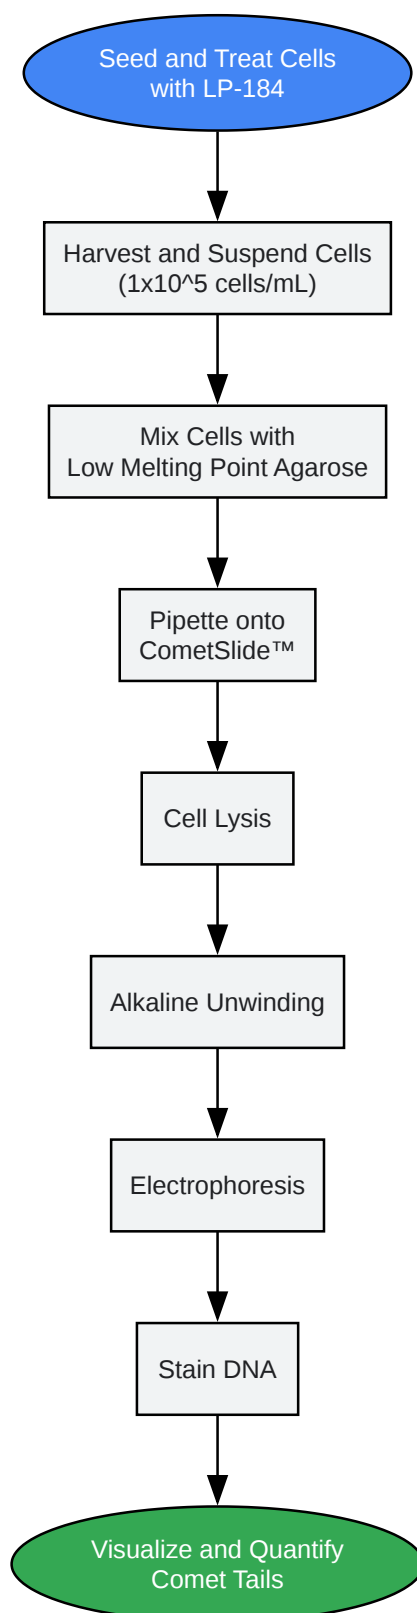 Seed and Treat Cells
with LP-184
Harvest and Suspend Cells
(1x10^5 cells/mL)
Mix Cells with
Low Melting Point Agarose
Pipette onto
CometSlide™
Cell Lysis
Alkaline Unwinding
Electrophoresis
Stain DNA
Visualize and Quantify
Comet Tails